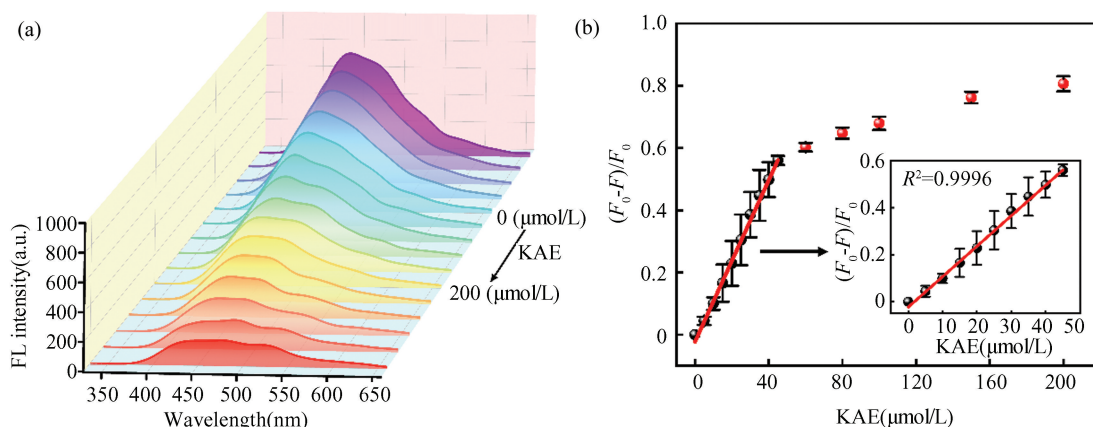 (a)
FL intensity(a.u.)
1000
800
600
400
200
0
350 400 450 500 550 600 650
Wavelength(nm)
0 (μmol/L)
KAE
200 (μmol/L)
(b)
(F₀-F)/F₀
1.0
0.8
0.6
0.4
0.2
0
0 40 80 120 160 200
KAE(μmol/L)
R²=0.9996
(F₀-F)/F₀
0.6
0.4
0.2
0
0 10 20 30 40 50
KAE(μmol/L)